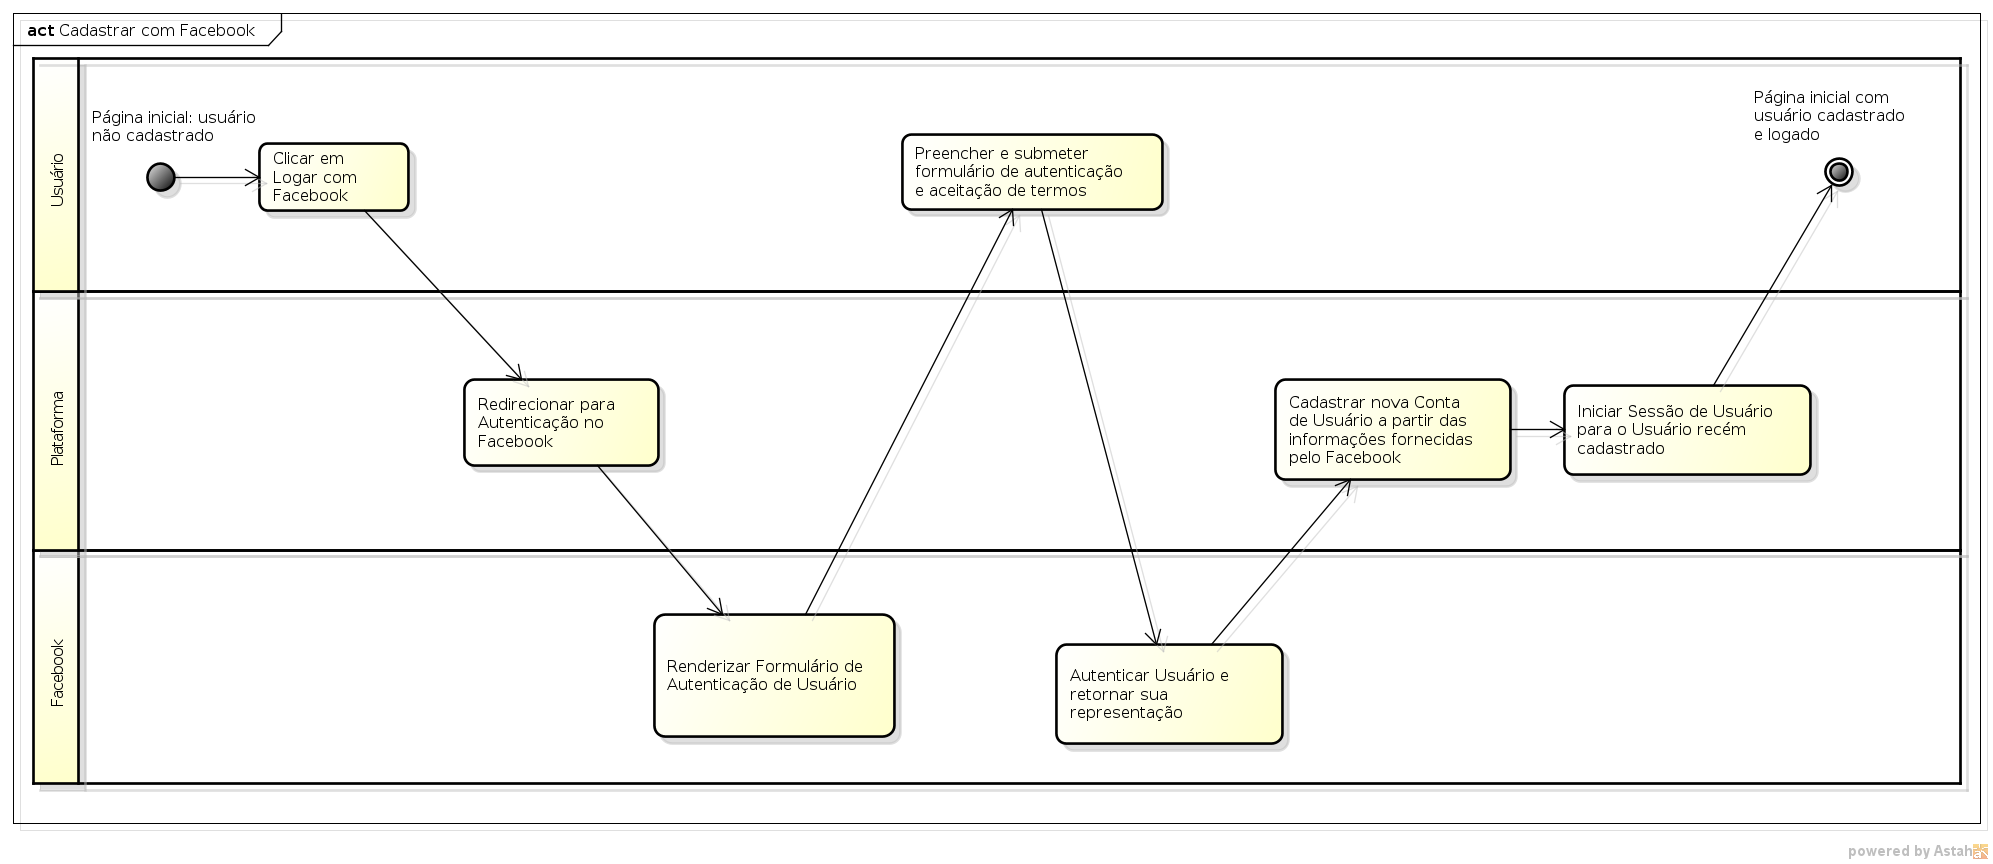 act Cadastrar com Facebook
Usuário
Página inicial: usuário
não cadastrado
Clicar em
Logar com
Facebook
Preencher e submeter
formulário de autenticação
e aceitação de termos
Página inicial com
usuário cadastrado
e logado
Plataforma
Redirecionar para
Autenticação no
Facebook
Cadastrar nova Conta
de Usuário a partir das
informações fornecidas
pelo Facebook
Iniciar Sessão de Usuário
para o Usuário recém
cadastrado
Facebook
Renderizar Formulário de
Autenticação de Usuário
Autenticar Usuário e
retornar sua
representação
powered by Astah